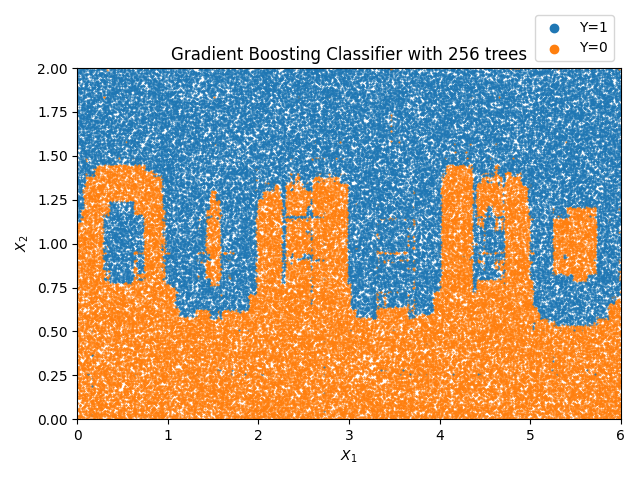 Y=1
Y=0
Gradient Boosting Classifier with 256 trees
2.00
1.75
1.50
1.25
1.00
0.75
0.50
0.25
0.00
X₂
0 1 2 3 4 5 6
X₁